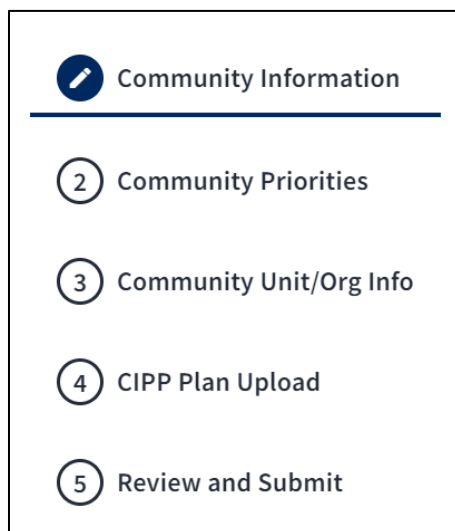 Community Information
2 Community Priorities
3 Community Unit/Org Info
4 CIPP Plan Upload
5 Review and Submit